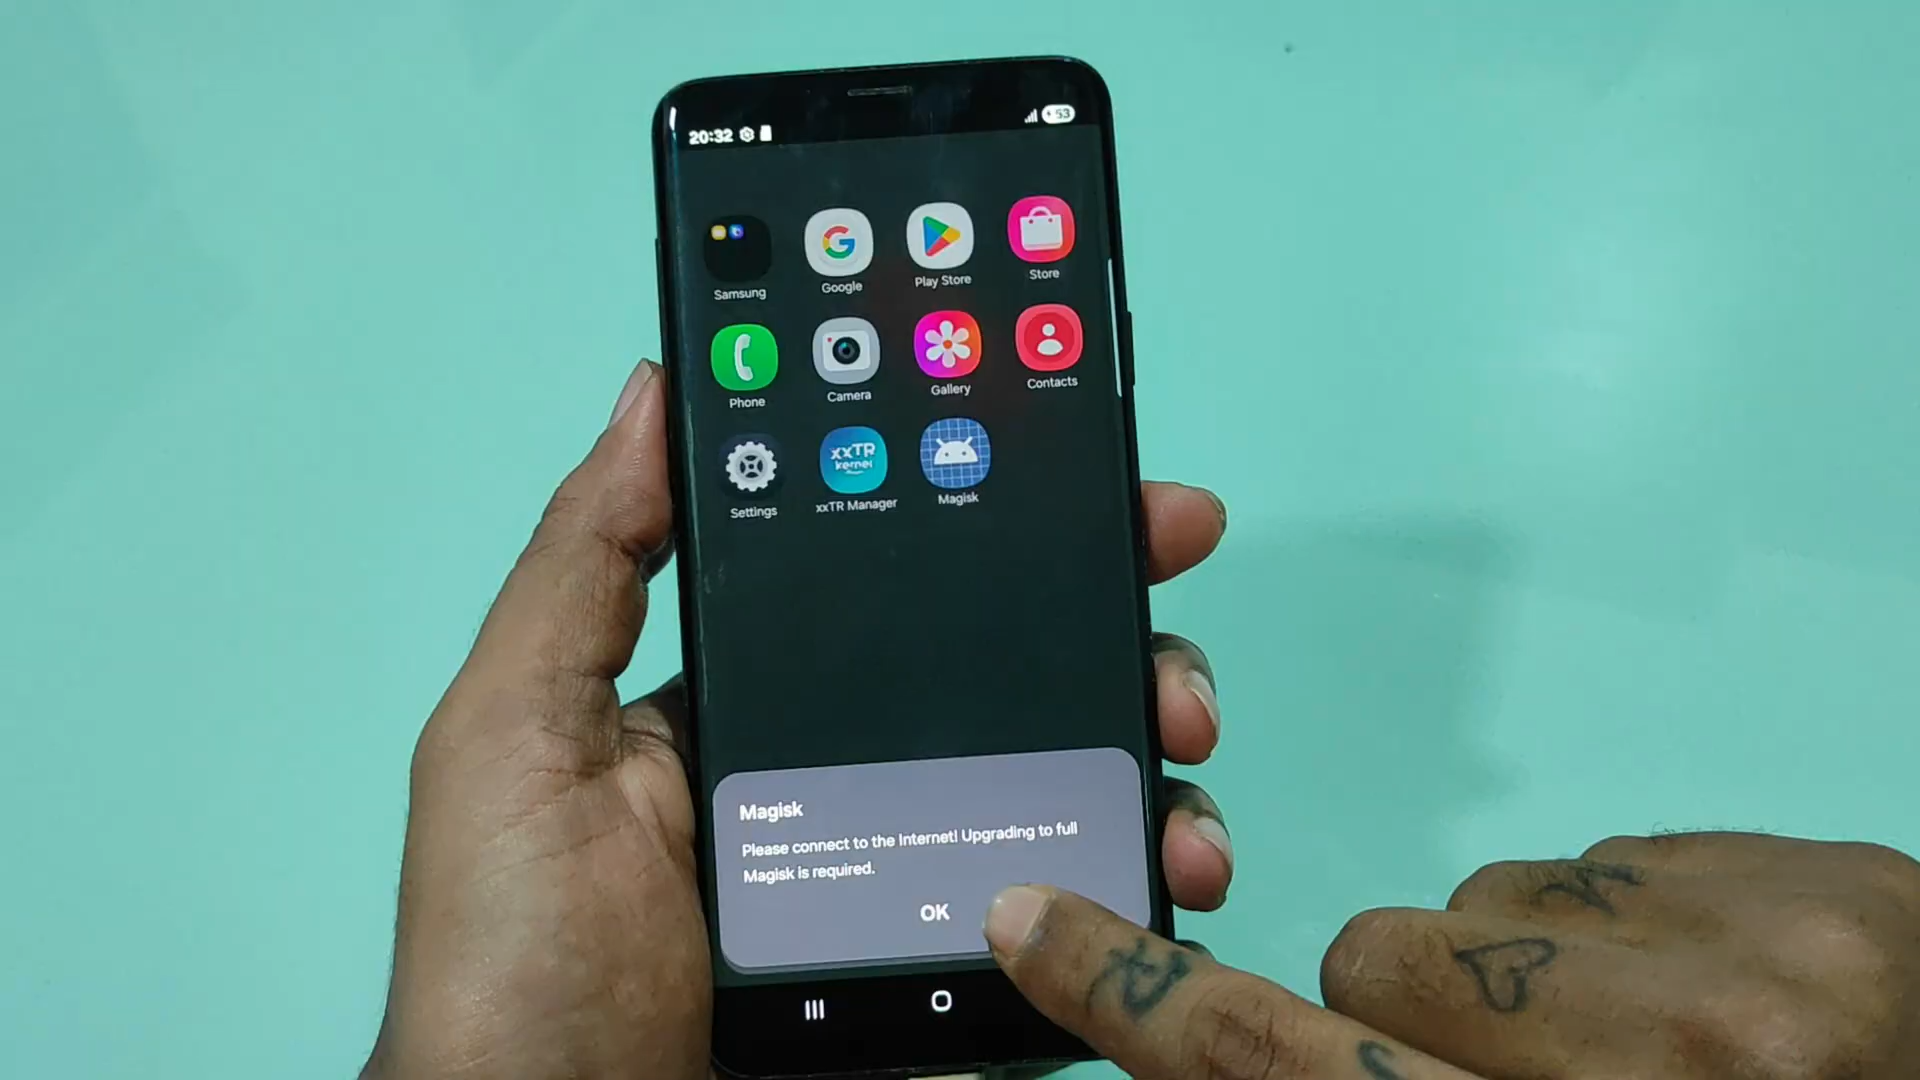 20:32
53
Samsung
Google
Play Store
Store
Phone
Camera
Gallery
Contacts
xxTR
kernel
Settings
xxTR Manager
Magisk
Magisk
Please connect to the Internet! Upgrading to full
Magisk is required.
OK